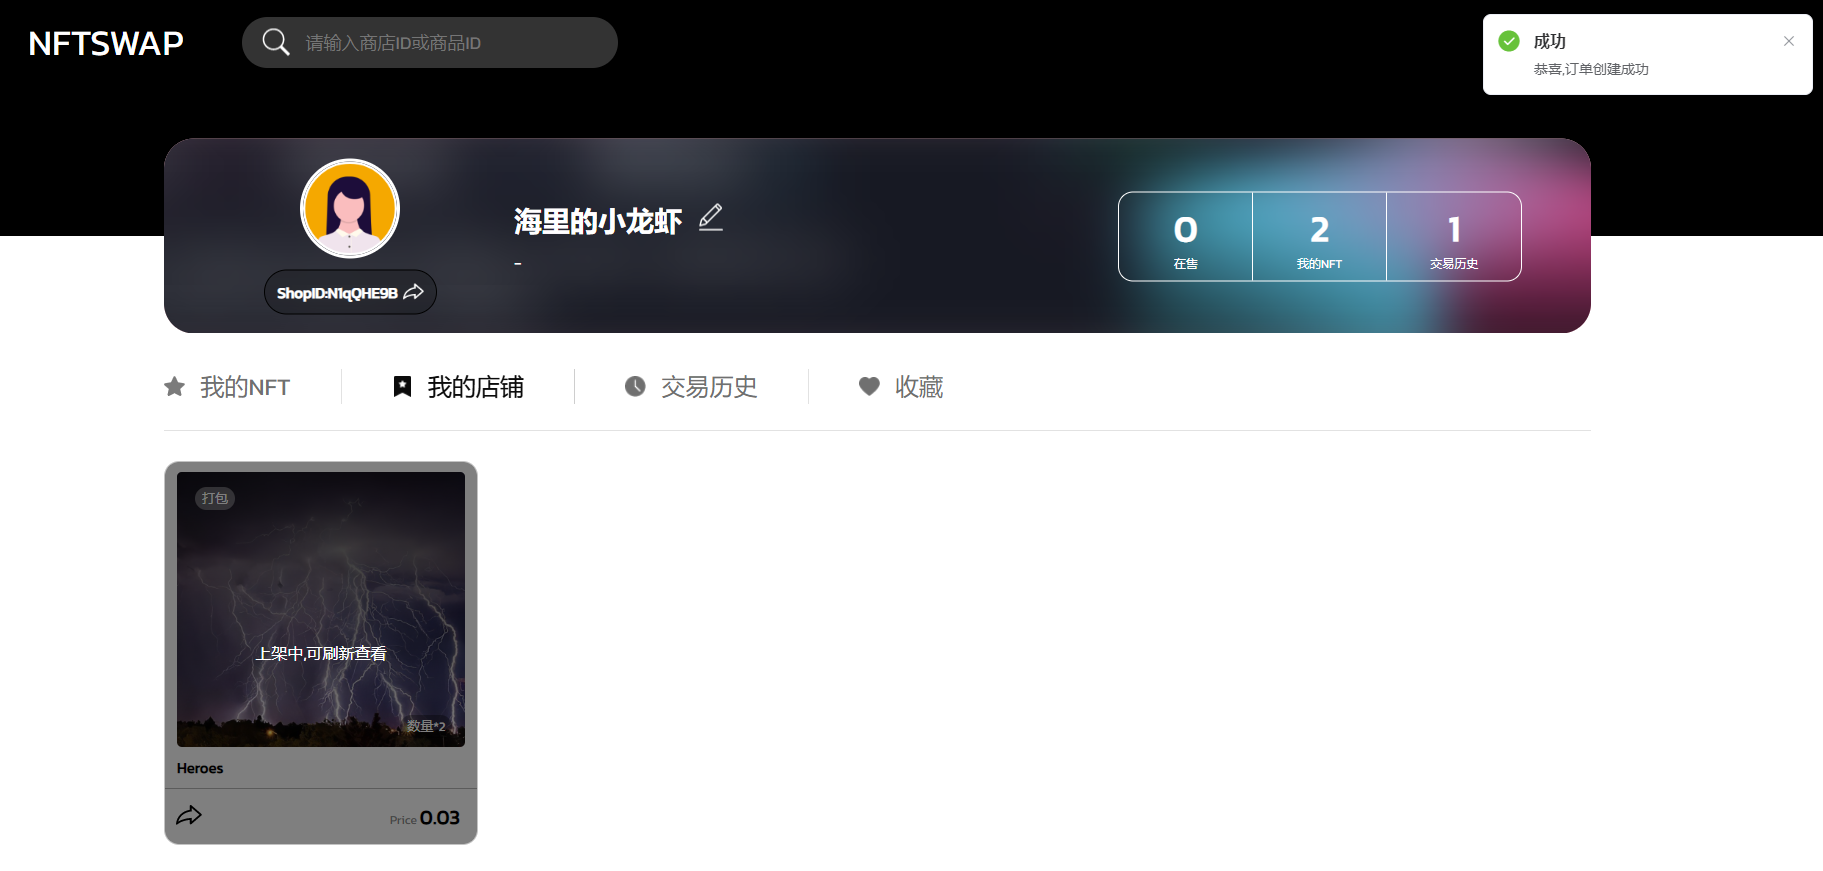 NFTSWAP
请输入商店ID或商品ID
成功
恭喜,订单创建成功
海里的小龙虾
-
ShopID:N1qQHE9B
0
在售
2
我的NFT
1
交易历史
我的NFT
我的店铺
交易历史
收藏
打包
上架中,可刷新查看
数量*2
Heroes
Price 0.03